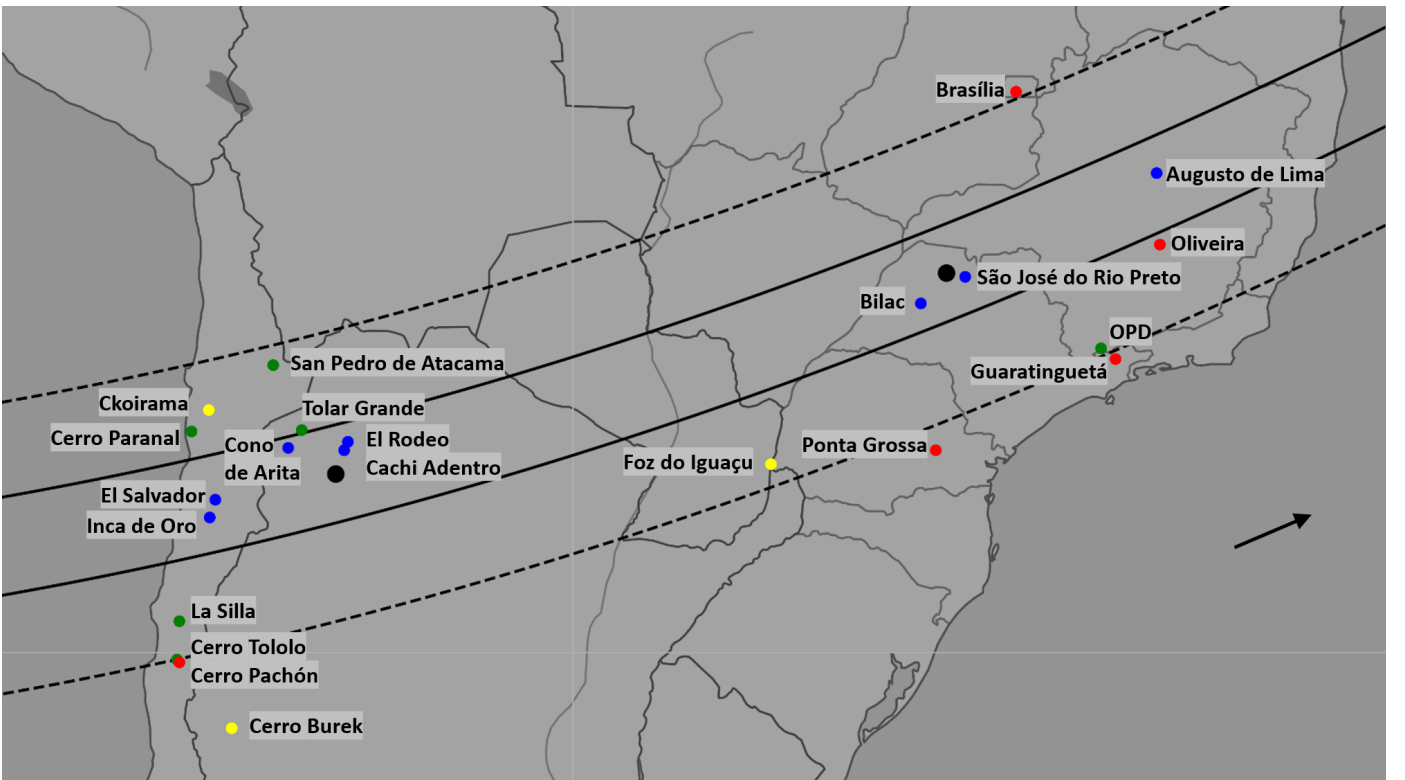 Brasília
Augusto de Lima
Oliveira
São José do Rio Preto
Bilac
OPD
Guaratinguetá
San Pedro de Atacama
Ckoirama
Tolar Grande
Cerro Paranal
Cono
de Arita
El Rodeo
Cachi Adentro
Foz do Iguaçu
Ponta Grossa
El Salvador
Inca de Oro
La Silla
Cerro Tololo
Cerro Pachón
Cerro Burek